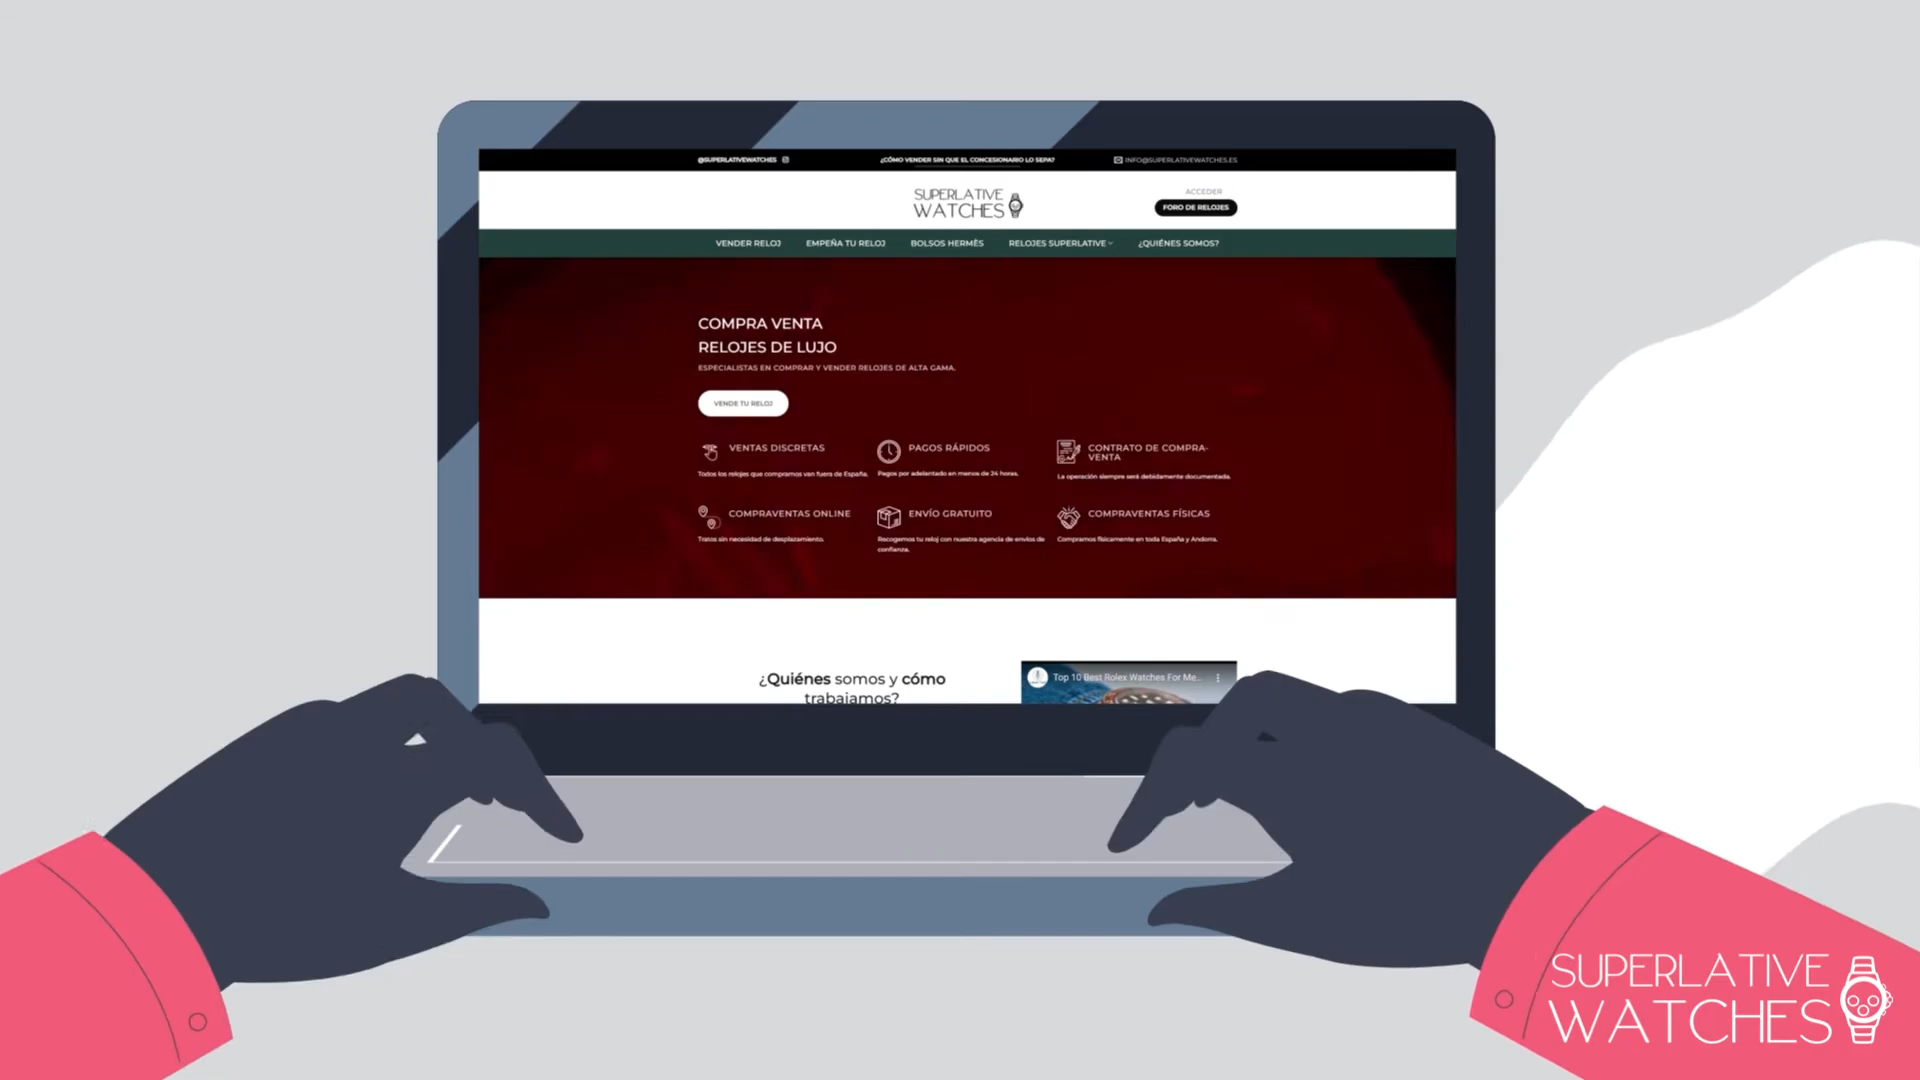 @SUPERLATIVEWATCHES
¿CÓMO VENDER SIN QUE EL CONCESIONARIO LO SEPA?
INFO@SUPERLATIVEWATCHES.ES
SUPERLATIVE
WATCHES
ACCEDER
FORO DE RELOJES
VENDER RELOJ
EMPEÑA TU RELOJ
BOLSOS HERMÈS
RELOJES SUPERLATIVE
¿QUIÉNES SOMOS?
COMPRA VENTA
RELOJES DE LUJO
ESPECIALISTAS EN COMPRAR Y VENDER RELOJES DE ALTA GAMA.
VENDE TU RELOJ
VENTAS DISCRETAS
Todos los relojes que compramos van fuera de España.
PAGOS RÁPIDOS
Pagos por adelantado en menos de 24 horas.
CONTRATO DE COMPRA-
VENTA
La operación siempre será debidamente documentada.
COMPRAVENTAS ONLINE
Tratos sin necesidad de desplazamiento.
ENVÍO GRATUITO
Recogemos tu reloj con nuestra agencia de envíos de
confianza.
COMPRAVENTAS FÍSICAS
Compramos físicamente en toda España y Andorra.
¿Quiénes somos y cómo
trabajamos?
Top 10 Best Rolex Watches For Me...
SUPERLATIVE
WATCHES